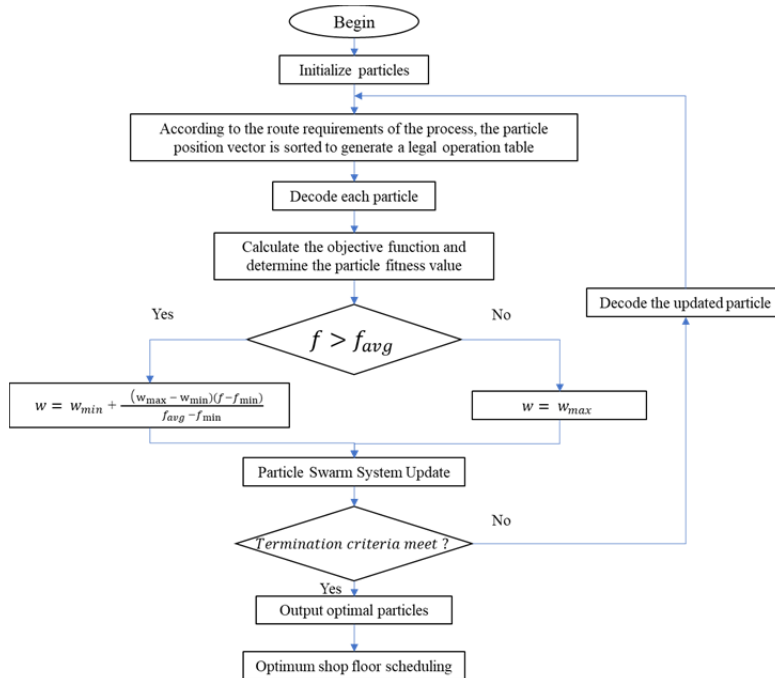 Begin
Initialize particles
According to the route requirements of the process, the particle
position vector is sorted to generate a legal operation table
Decode each particle
Calculate the objective function and
determine the particle fitness value
Decode the updated particle
Yes
No
f > f_avg
w = w_min + (w_max − w_min)(f−f_min) / f_avg −f_min
w = w_max
Particle Swarm System Update
No
Termination criteria meet ?
Yes
Output optimal particles
Optimum shop floor scheduling